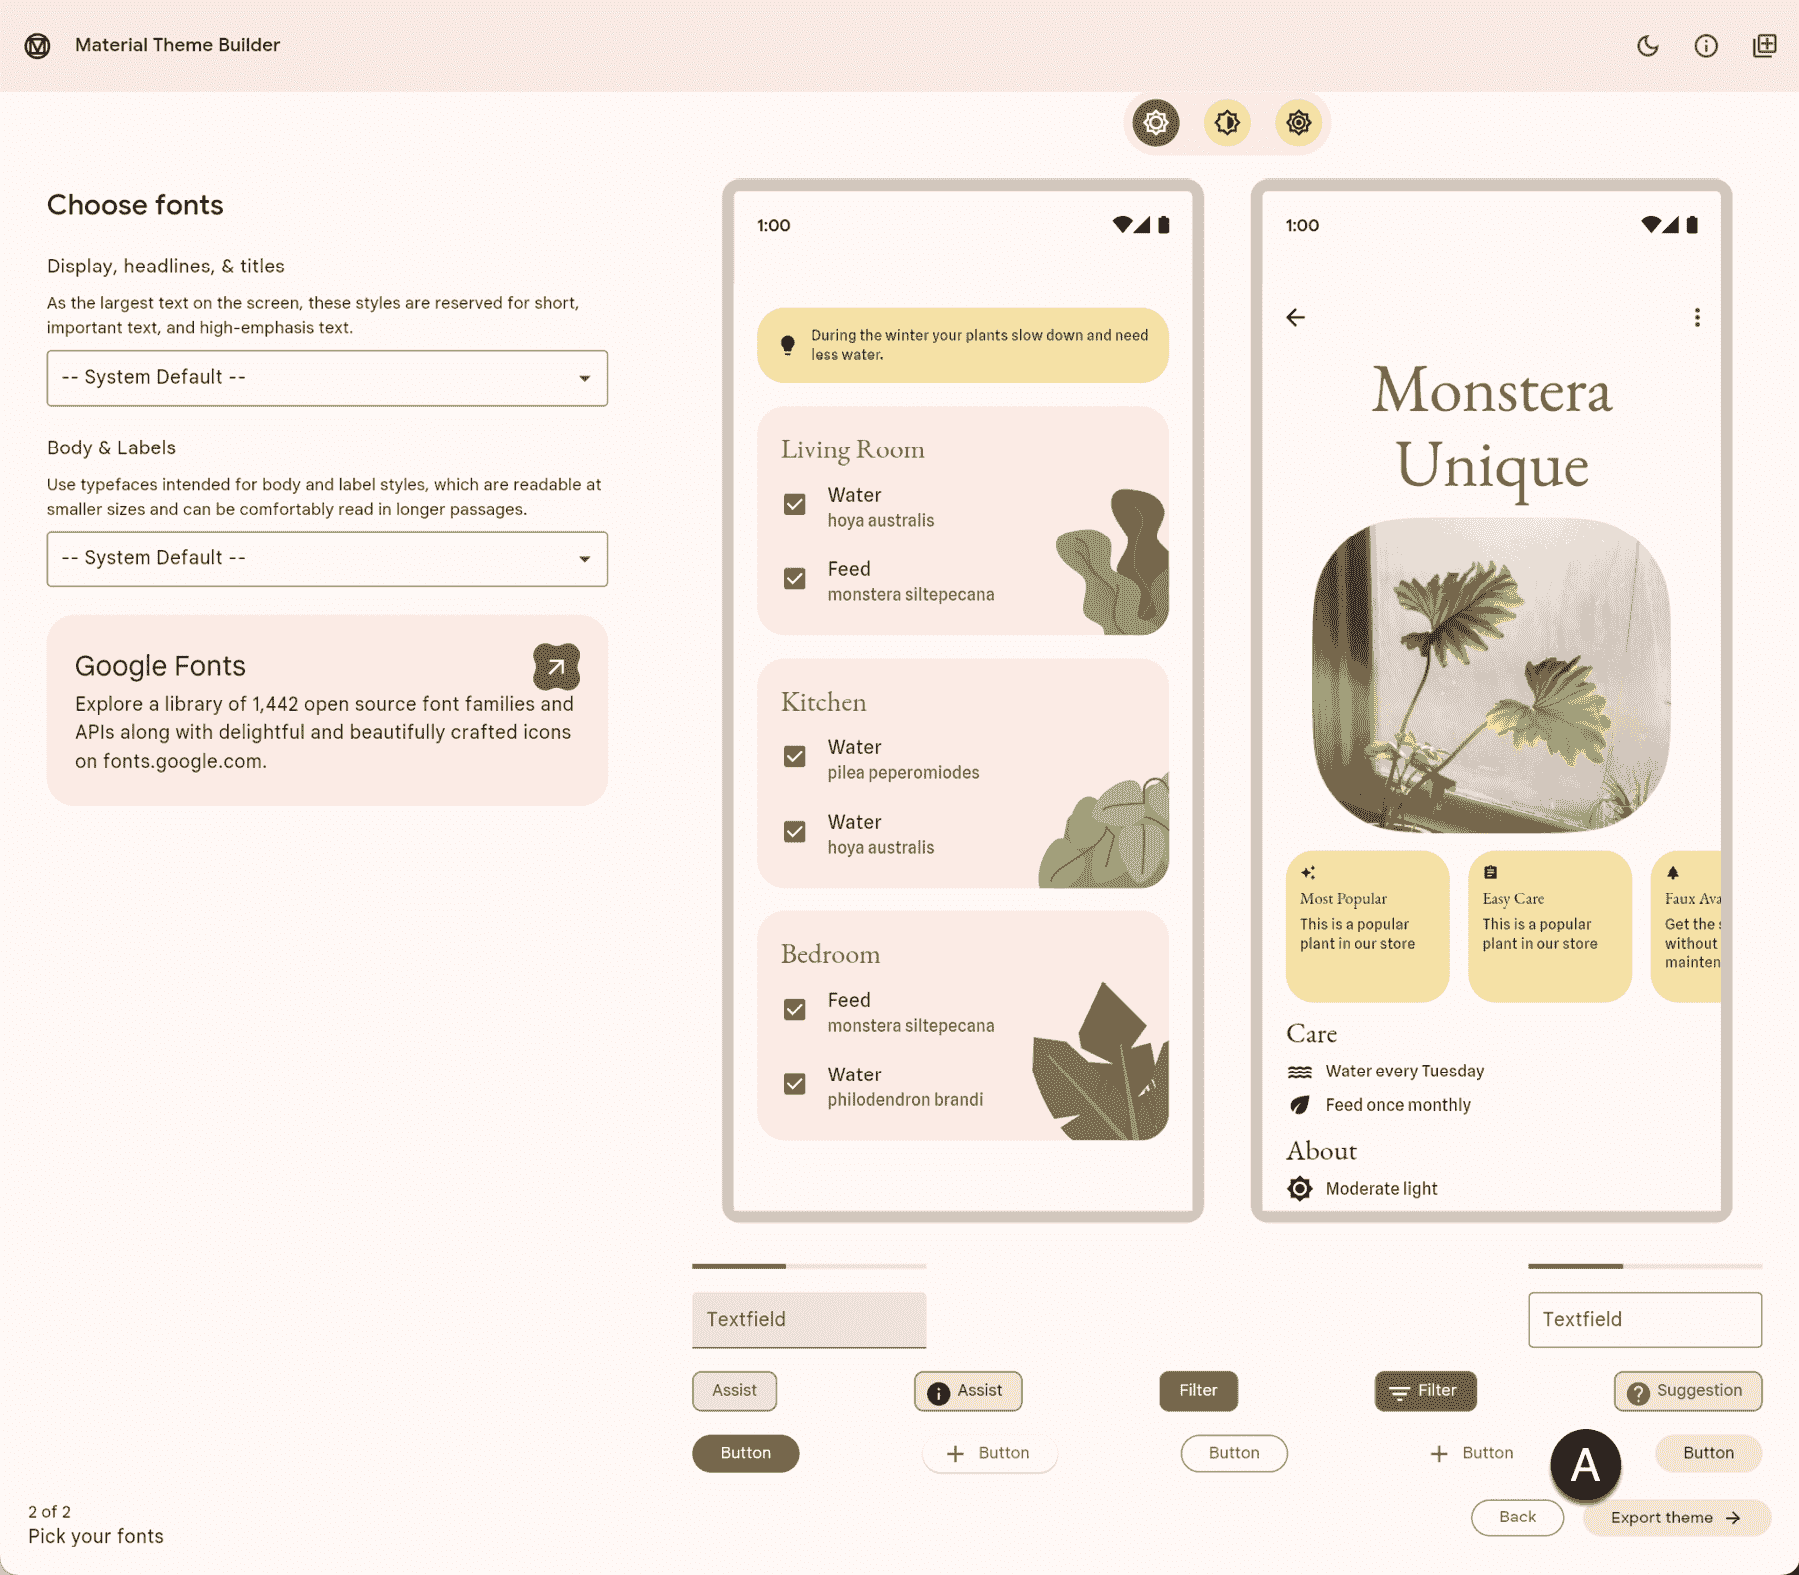 Material Theme Builder
Choose fonts
Display, headlines, & titles
As the largest text on the screen, these styles are reserved for short,
important text, and high-emphasis text.
-- System Default --
Body & Labels
Use typefaces intended for body and label styles, which are readable at
smaller sizes and can be comfortably read in longer passages.
-- System Default --
Google Fonts
Explore a library of 1,442 open source font families and
APIs along with delightful and beautifully crafted icons
on fonts.google.com.
1:00
During the winter your plants slow down and need
less water.
Living Room
Water
hoya australis
Feed
monstera siltepecana
Kitchen
Water
pilea peperomiodes
Water
hoya australis
Bedroom
Feed
monstera siltepecana
Water
philodendron brandi
1:00
Monstera
Unique
Most Popular
This is a popular
plant in our store
Easy Care
This is a popular
plant in our store
Faux Ava
Get the s
without
mainten
Care
Water every Tuesday
Feed once monthly
About
Moderate light
Textfield
Textfield
Assist
Assist
Filter
Filter
Suggestion
Button
Button
Button
Button
Button
A
2 of 2
Pick your fonts
Back
Export theme